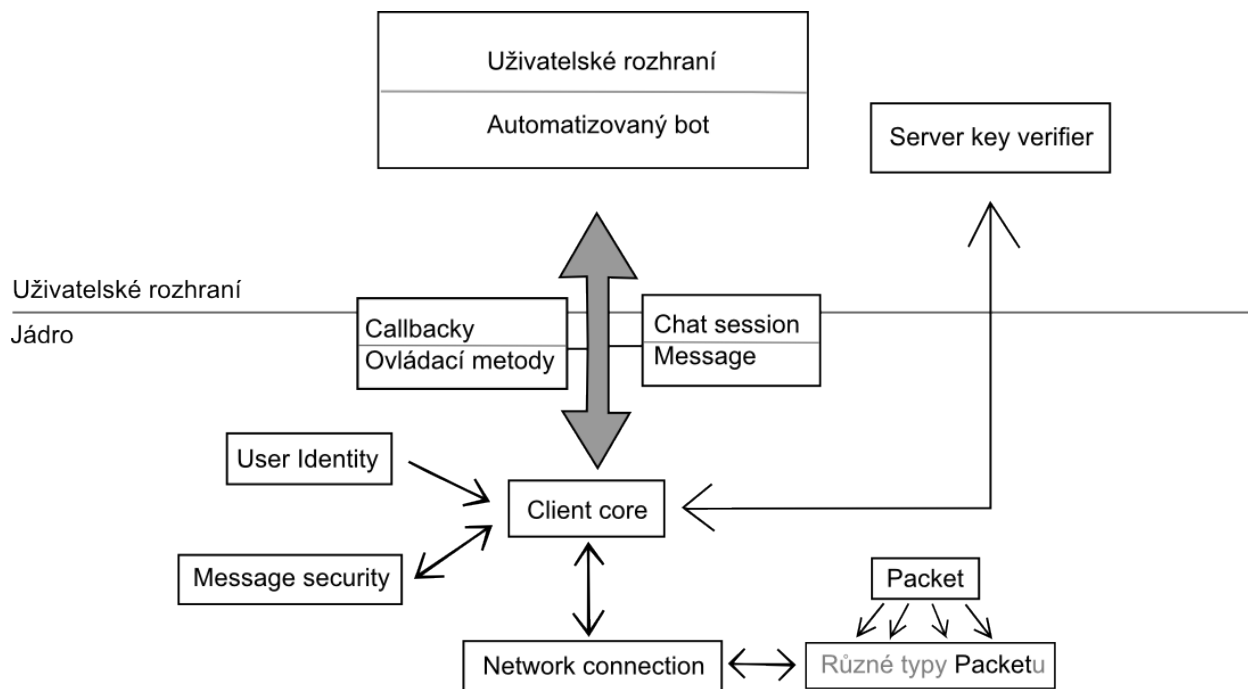 Uživatelské rozhraní
Automatizovaný bot
Server key verifier
Uživatelské rozhraní
Jádro
Callbacky
Ovládací metody
Chat session
Message
User Identity
Client core
Message security
Packet
Network connection
Různé typy Packetu